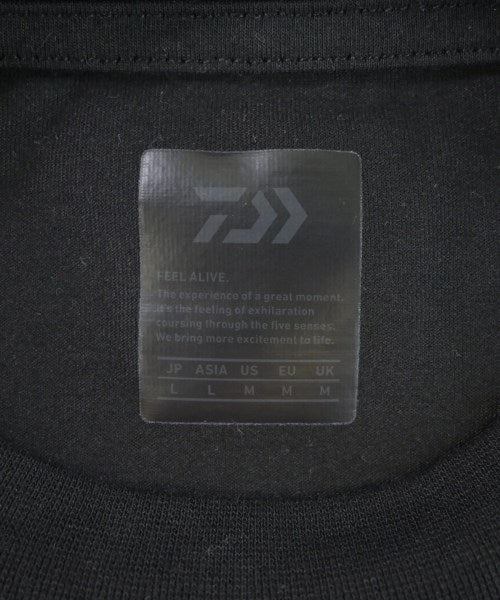 FEEL ALIVE.
The experience of a great moment.
It's the feeling of exhilaration
coursing through the five senses.
We bring more excitement to life.
JP ASIA US EU UK
L L M M M